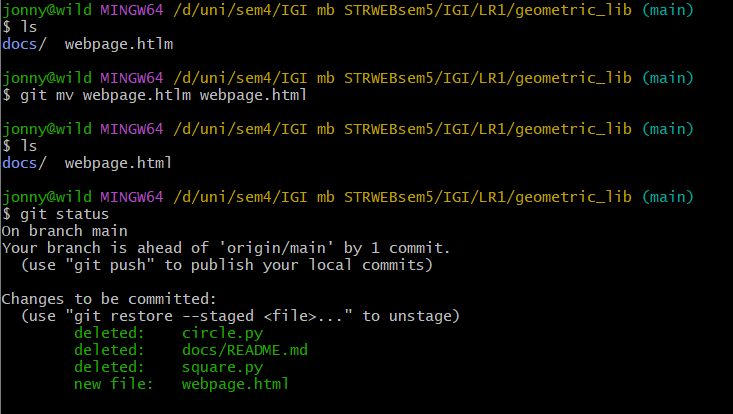 jonny@wild MINGW64 /d/uni/sem4/IGI mb STRWEBsem5/IGI/LR1/geometric_lib (main)
$ ls
docs/  webpage.htlm

jonny@wild MINGW64 /d/uni/sem4/IGI mb STRWEBsem5/IGI/LR1/geometric_lib (main)
$ git mv webpage.htlm webpage.html

jonny@wild MINGW64 /d/uni/sem4/IGI mb STRWEBsem5/IGI/LR1/geometric_lib (main)
$ ls
docs/  webpage.html

jonny@wild MINGW64 /d/uni/sem4/IGI mb STRWEBsem5/IGI/LR1/geometric_lib (main)
$ git status
On branch main
Your branch is ahead of 'origin/main' by 1 commit.
  (use "git push" to publish your local commits)

Changes to be committed:
  (use "git restore --staged <file>..." to unstage)
        deleted:    circle.py
        deleted:    docs/README.md
        deleted:    square.py
        new file:   webpage.html